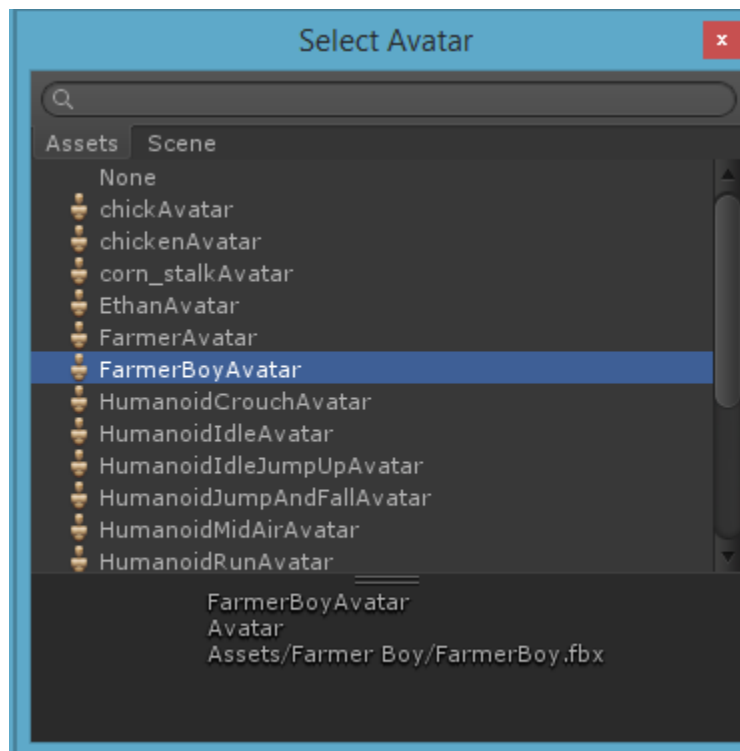 Select Avatar
x
Assets Scene
None
chickAvatar
chickenAvatar
corn_stalkAvatar
EthanAvatar
FarmerAvatar
FarmerBoyAvatar
HumanoidCrouchAvatar
HumanoidIdleAvatar
HumanoidIdleJumpUpAvatar
HumanoidJumpAndFallAvatar
HumanoidMidAirAvatar
HumanoidRunAvatar
FarmerBoyAvatar
Avatar
Assets/Farmer Boy/FarmerBoy.fbx